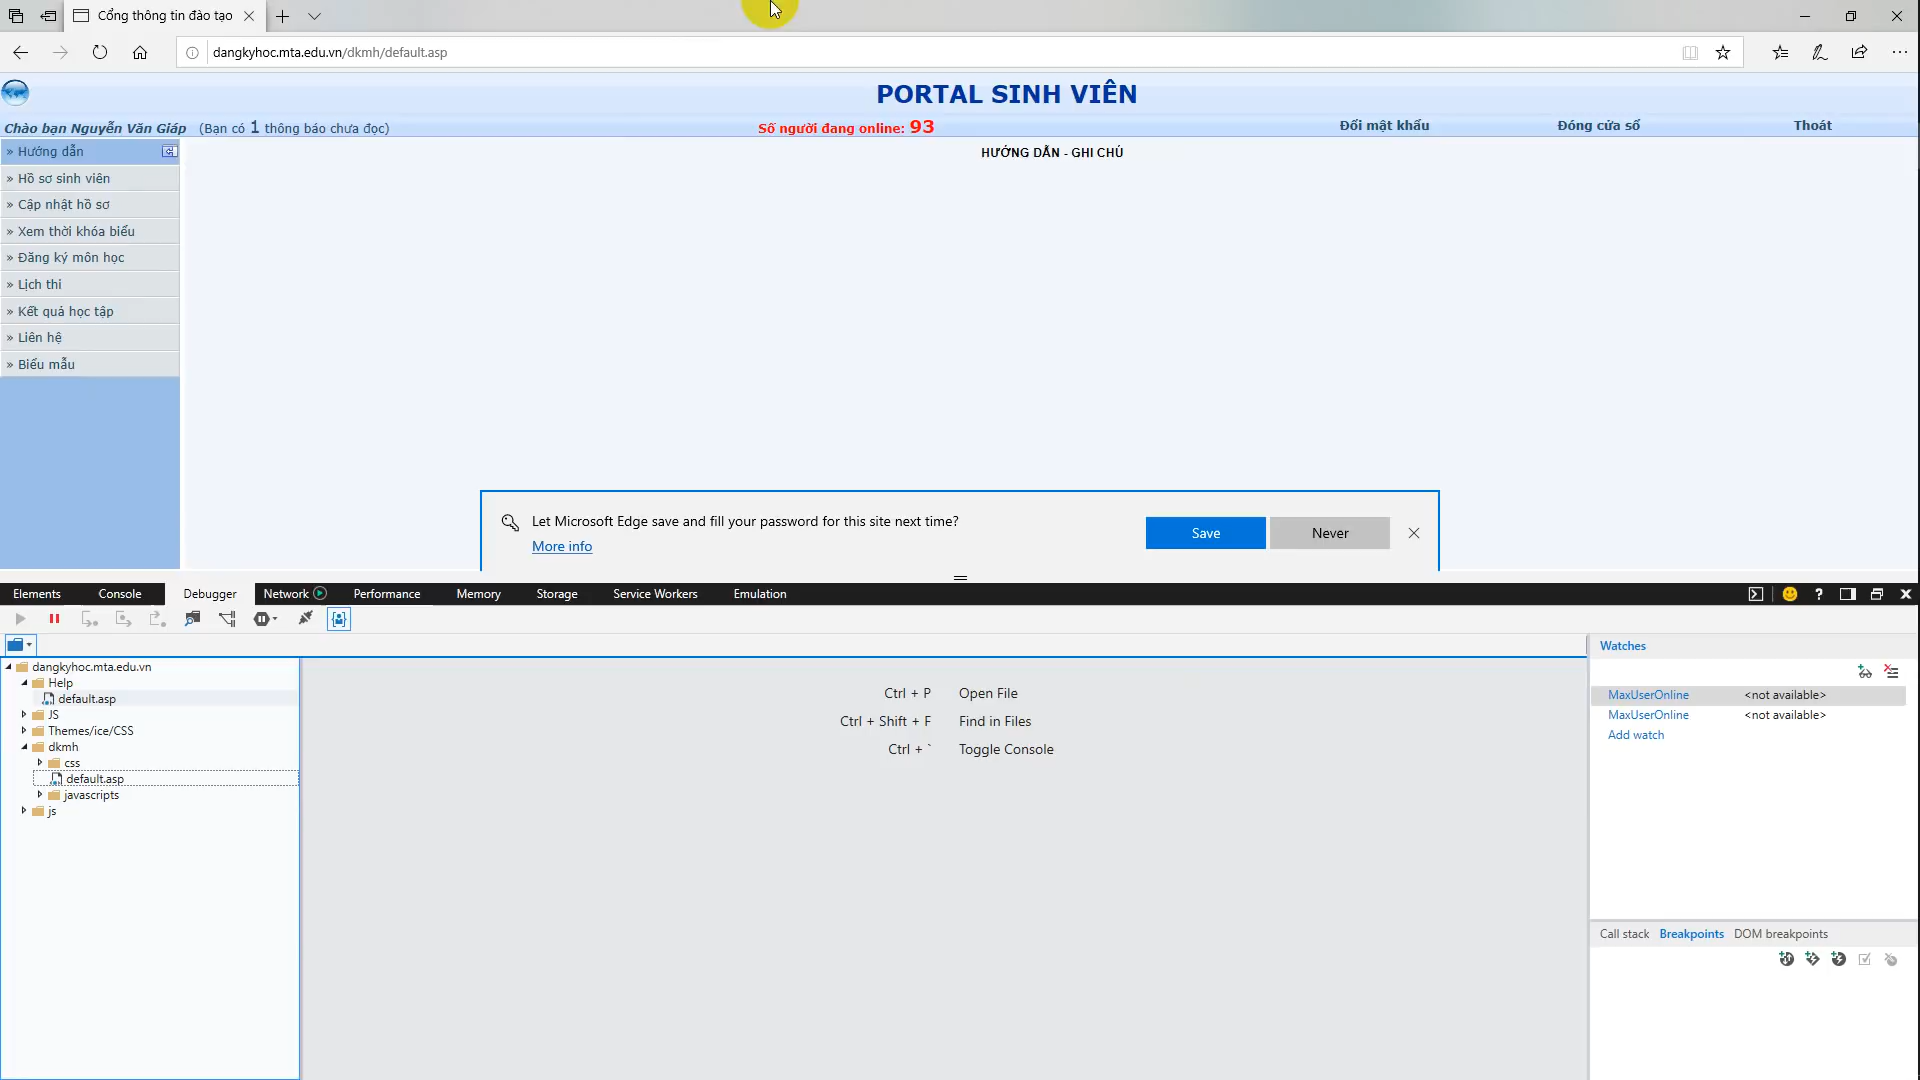 Cổng thông tin đào tạo
dangkyhoc.mta.edu.vn/dkmh/default.asp
PORTAL SINH VIÊN
Chào bạn Nguyễn Văn Giáp (Bạn có 1 thông báo chưa đọc) Số người đang online: 93 Đổi mật khẩu Đóng cửa sổ Thoát
» Hướng dẫn
HƯỚNG DẪN - GHI CHÚ
» Hồ sơ sinh viên
» Cập nhật hồ sơ
» Xem thời khóa biểu
» Đăng ký môn học
» Lịch thi
» Kết quả học tập
» Liên hệ
» Biểu mẫu
Let Microsoft Edge save and fill your password for this site next time?
More info
Save Never
Elements Console Debugger Network Performance Memory Storage Service Workers Emulation
Watches
dangkyhoc.mta.edu.vn
Help
default.asp
JS
Themes/ice/CSS
dkmh
css
default.asp
javascripts
js
Ctrl + P Open File
Ctrl + Shift + F Find in Files
Ctrl + ` Toggle Console
MaxUserOnline <not available>
MaxUserOnline <not available>
Add watch
Call stack Breakpoints DOM breakpoints